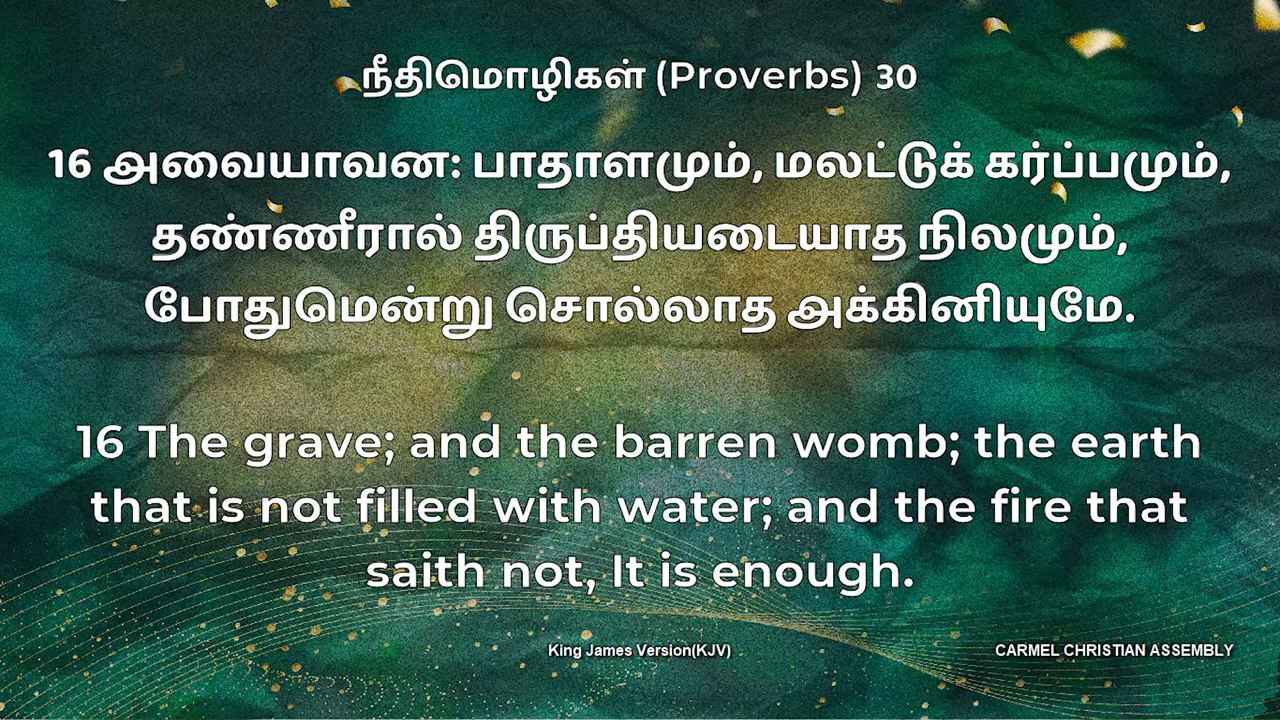 நீதிமொழிகள் (Proverbs) 30
16 அவையாவன: பாதாளமும், மலட்டுக் கர்ப்பமும்,
தண்ணீரால் திருப்தியடையாத நிலமும்,
போதுமென்று சொல்லாத அக்கினியுமே.
16 The grave; and the barren womb; the earth
that is not filled with water; and the fire that
saith not, It is enough.
King James Version(KJV)
CARMEL CHRISTIAN ASSEMBLY